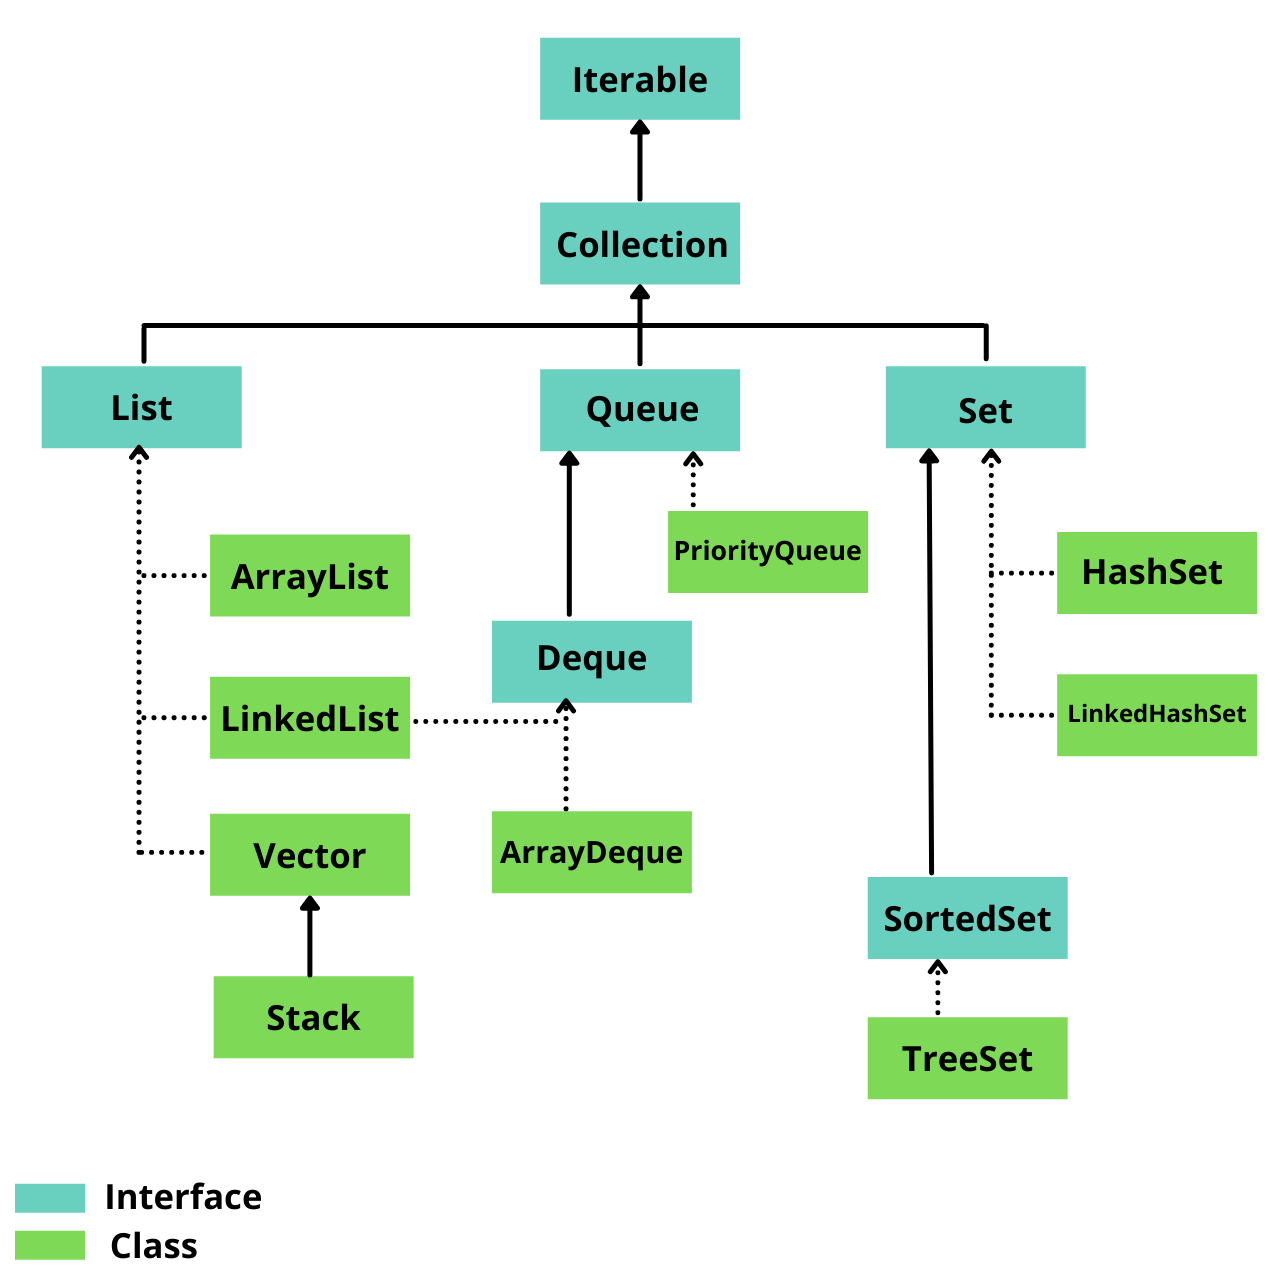 Iterable
Collection
List
Queue
Set
PriorityQueue
ArrayList
HashSet
Deque
LinkedList
LinkedHashSet
Vector
ArrayDeque
SortedSet
Stack
TreeSet
Interface
Class